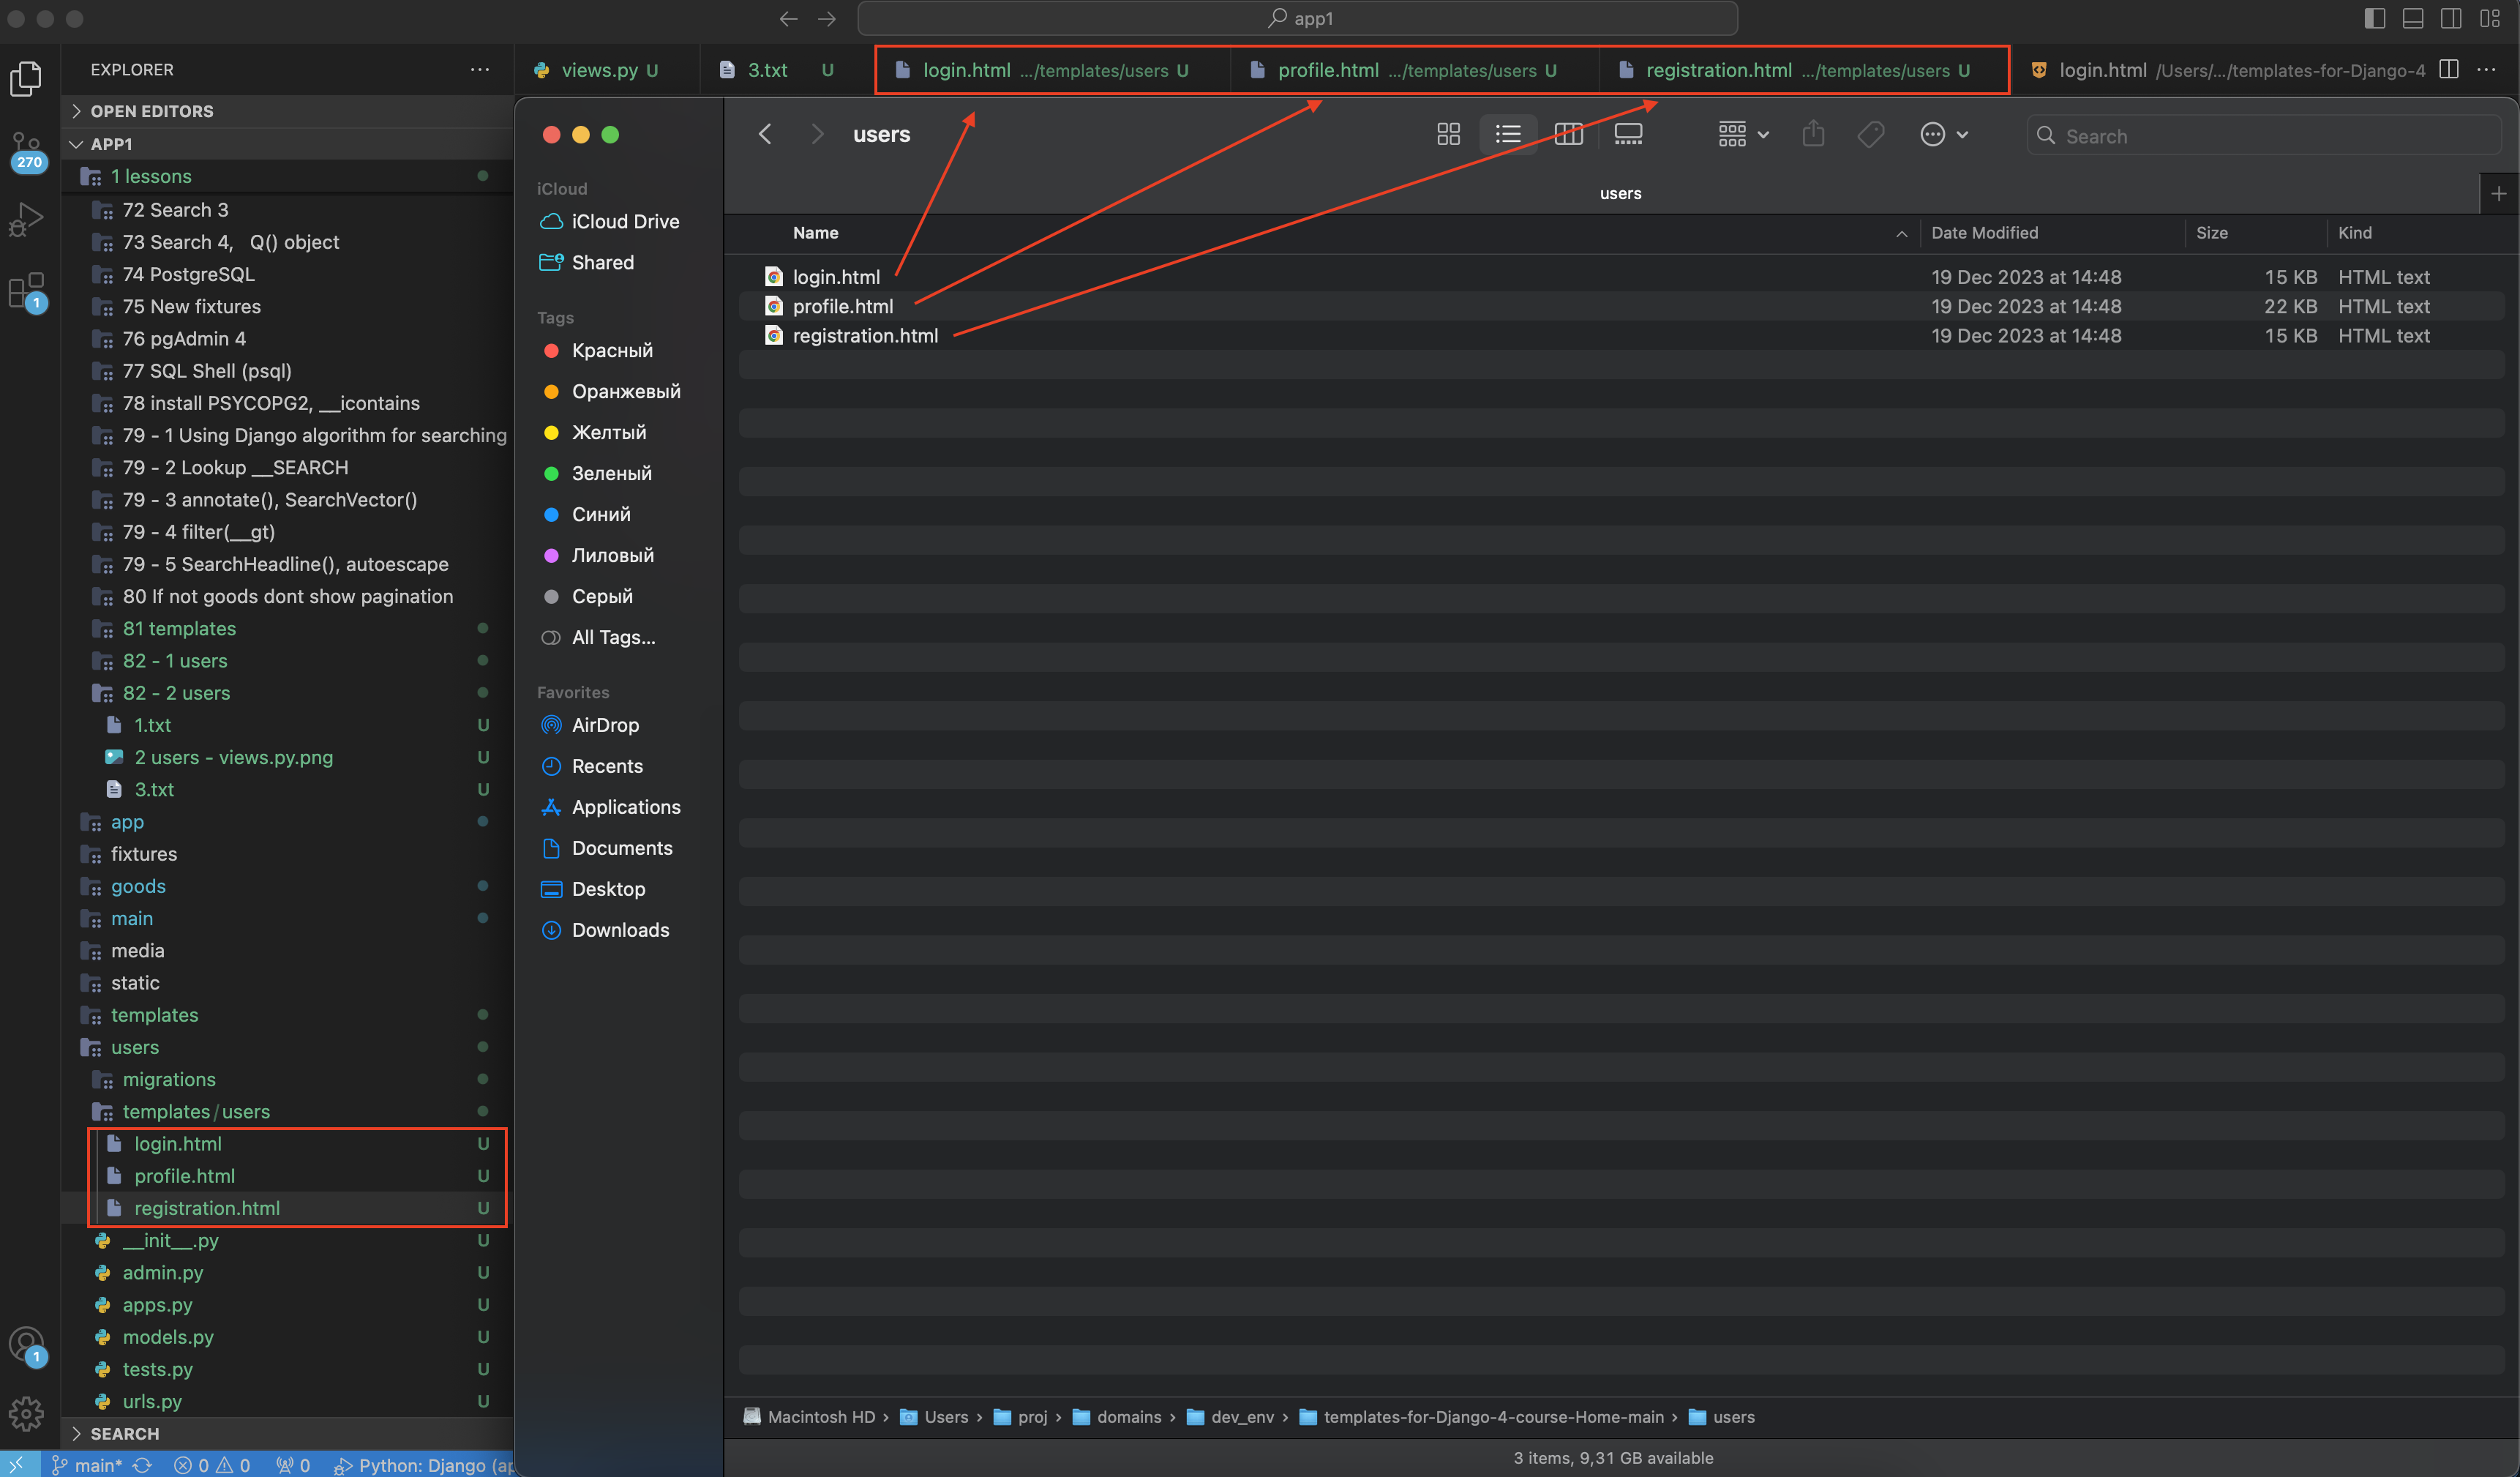 app1
EXPLORER
OPEN EDITORS
APP1
1 lessons
72 Search 3
73 Search 4, Q() object
74 PostgreSQL
75 New fixtures
76 pgAdmin 4
77 SQL Shell (psql)
78 install PSYCOPG2, __icontains
79 - 1 Using Django algorithm for searching
79 - 2 Lookup __SEARCH
79 - 3 annotate(), SearchVector()
79 - 4 filter(__gt)
79 - 5 SearchHeadline(), autoescape
80 If not goods dont show pagination
81 templates
82 - 1 users
82 - 2 users
1.txt U
2 users - views.py.png U
3.txt U
app
fixtures
goods
main
media
static
templates
users
migrations
templates/users
login.html U
profile.html U
registration.html U
__init__.py U
admin.py U
apps.py U
models.py U
tests.py U
urls.py U
SEARCH
270
1
1
main* 0 0 0 Python: Django (ap
views.py U 3.txt U login.html .../templates/users U profile.html .../templates/users U registration.html .../templates/users U login.html /Users/.../templates-for-Django-4
iCloud
iCloud Drive
Shared
Tags
Красный
Оранжевый
Желтый
Зеленый
Синий
Лиловый
Серый
All Tags...
Favorites
AirDrop
Recents
Applications
Documents
Desktop
Downloads
users
Search
users
Name Date Modified Size Kind
login.html 19 Dec 2023 at 14:48 15 KB HTML text
profile.html 19 Dec 2023 at 14:48 22 KB HTML text
registration.html 19 Dec 2023 at 14:48 15 KB HTML text
Macintosh HD › Users › proj › domains › dev_env › templates-for-Django-4-course-Home-main › users
3 items, 9,31 GB available